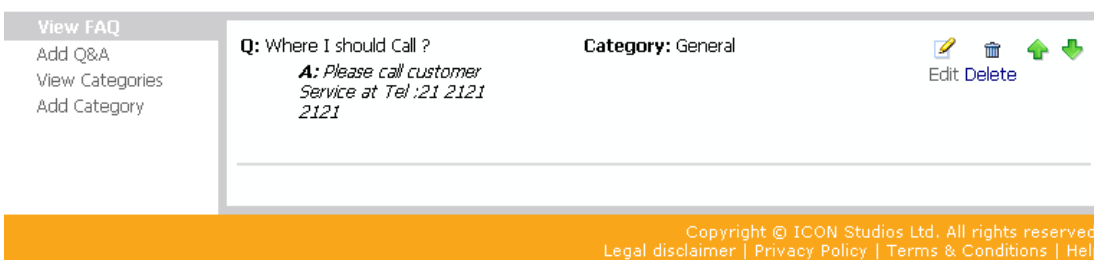 View FAQ
Add Q&A
View Categories
Add Category
Q: Where I should Call ?
A: Please call customer
Service at Tel :21 2121
2121
Category: General
Edit Delete
Copyright © ICON Studios Ltd. All rights reserved
Legal disclaimer | Privacy Policy | Terms & Conditions | Hel